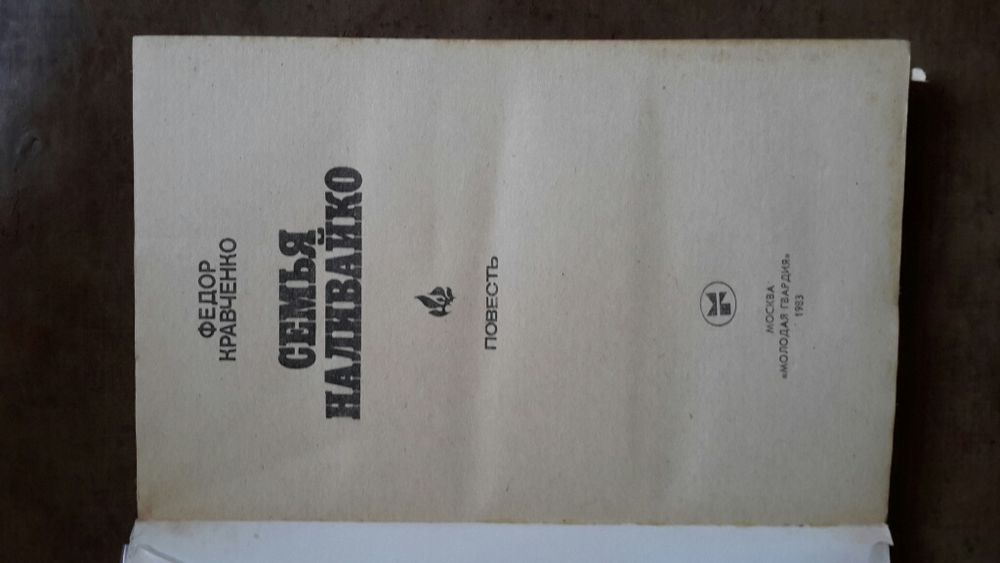 ФЕДОР
КРАВЧЕНКО
СЕМЬЯ
НАЛИВАЙКО
ПОВЕСТЬ
МОСКВА
«МОЛОДАЯ ГВАРДИЯ»
1983